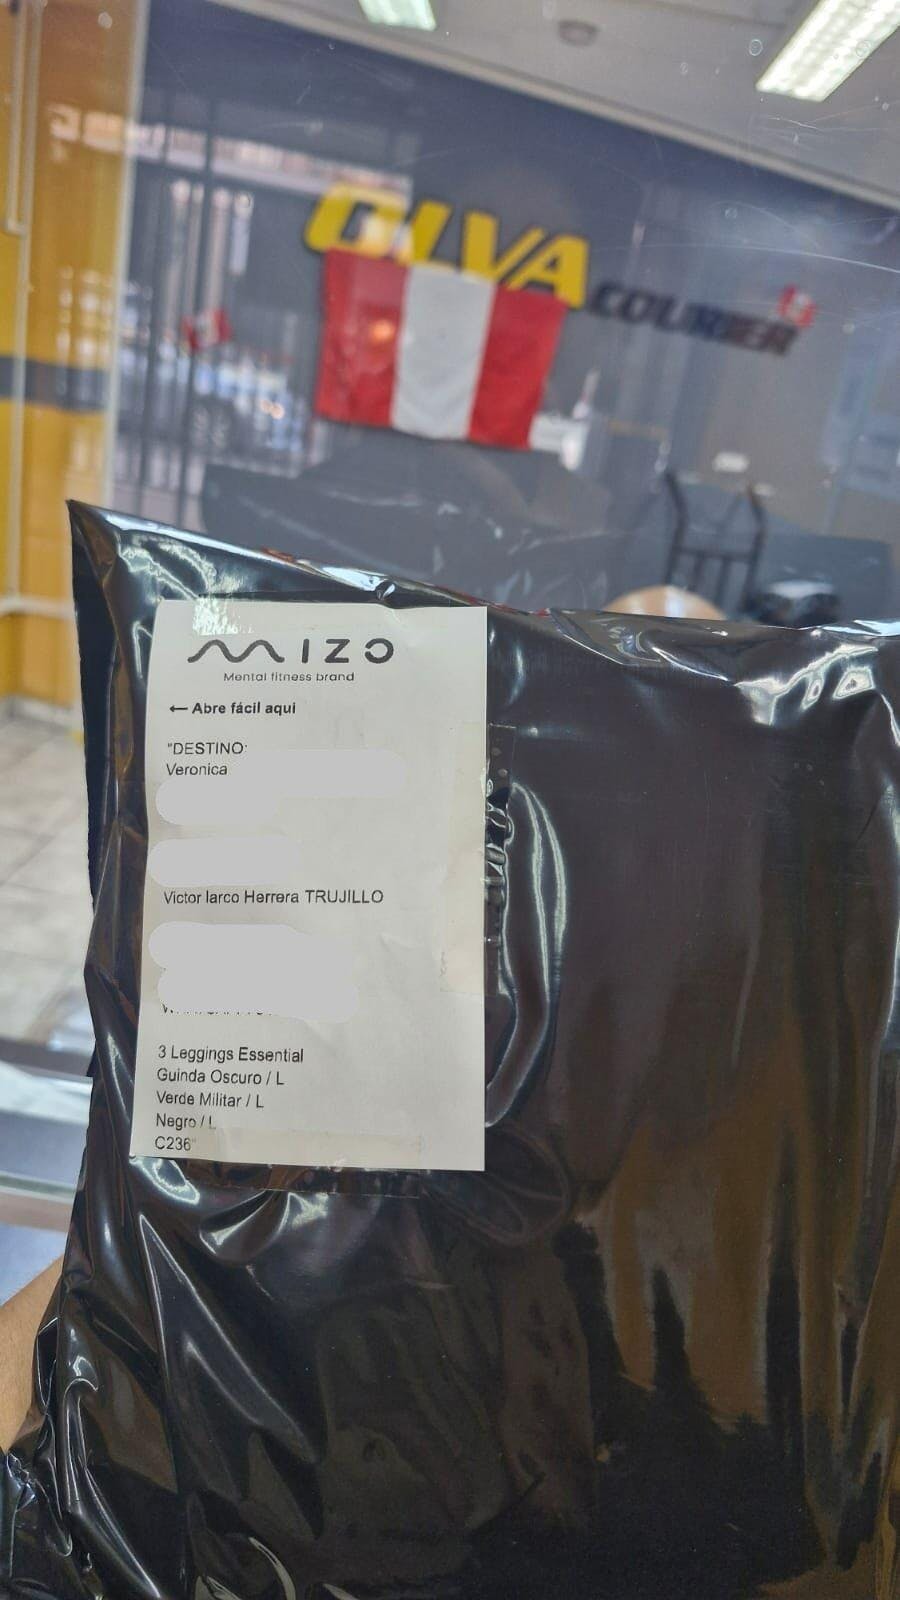 OLVA COURIER
MIZO
Mental fitness brand
← Abre fácil aqui
"DESTINO:
Veronica
Victor larco Herrera TRUJILLO
3 Leggings Essential
Guinda Oscuro / L
Verde Militar / L
Negro / L
C236"